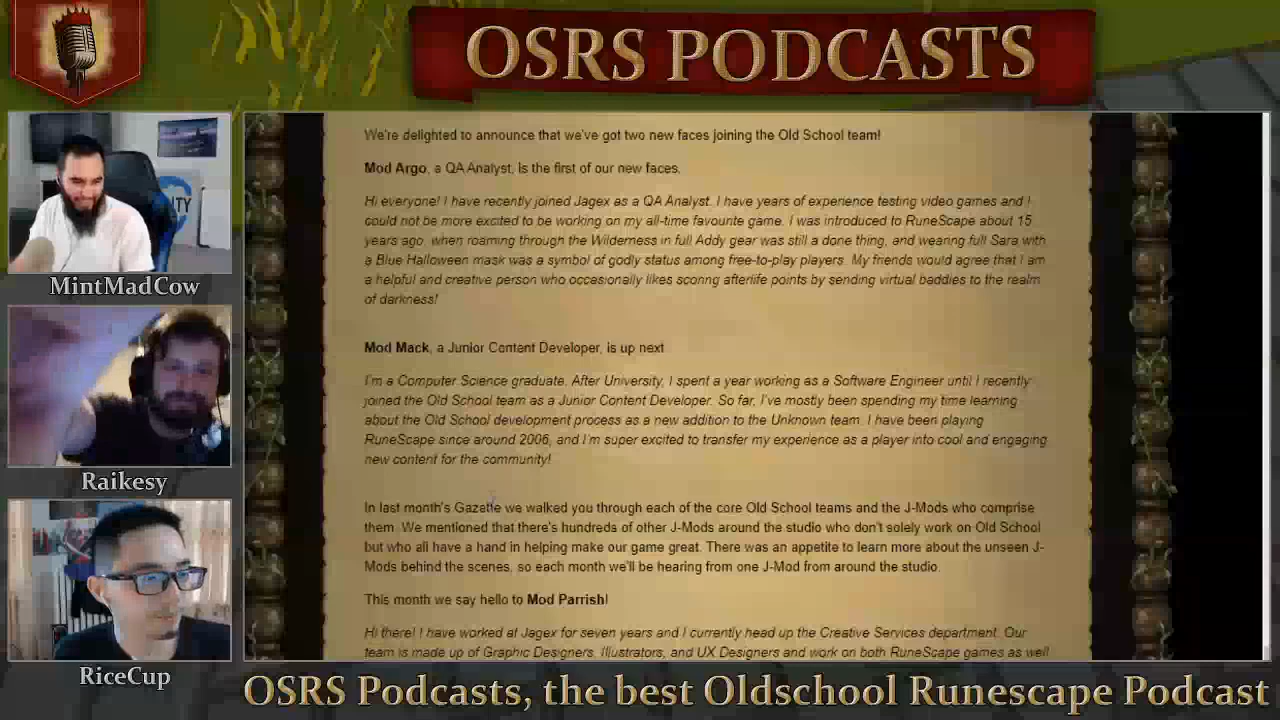 OSRS PODCASTS
We're delighted to announce that we've got two new faces joining the Old School team!
Mod Argo, a QA Analyst, is the first of our new faces.
Hi everyone! I have recently joined Jagex as a QA Analyst. I have years of experience testing video games and I
could not be more excited to be working on my all-time favourite game. I was introduced to RuneScape about 15
years ago, when roaming through the Wilderness in full Addy gear was still a done thing, and wearing full Sara with
a Blue Halloween mask was a symbol of godly status among free-to-play players. My friends would agree that I am
a helpful and creative person who occasionally likes scoring afterlife points by sending virtual baddies to the realm
of darkness!
Mod Mack, a Junior Content Developer, is up next.
I'm a Computer Science graduate. After University, I spent a year working as a Software Engineer until I recently
joined the Old School team as a Junior Content Developer. So far, I've mostly been spending my time learning
about the Old School development process as a new addition to the Unknown team. I have been playing
RuneScape since around 2006, and I'm super excited to transfer my experience as a player into cool and engaging
new content for the community!
In last month's Gazette we walked you through each of the core Old School teams and the J-Mods who comprise
them. We mentioned that there's hundreds of other J-Mods around the studio who don't solely work on Old School
but who all have a hand in helping make our game great. There was an appetite to learn more about the unseen J-
Mods behind the scenes, so each month we'll be hearing from one J-Mod from around the studio.
This month we say hello to Mod Parrish!
Hi there! I have worked at Jagex for seven years and I currently head up the Creative Services department. Our
team is made up of Graphic Designers, Illustrators, and UX Designers and work on both RuneScape games as well
MintMadCow
Raikesy
RiceCup
OSRS Podcasts, the best Oldschool Runescape Podcast